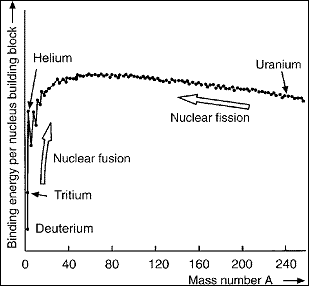 Binding energy per nucleus building block
Helium
Uranium
Nuclear fission
Nuclear fusion
Tritium
Deuterium
0 40 80 120 160 200 240
Mass number A